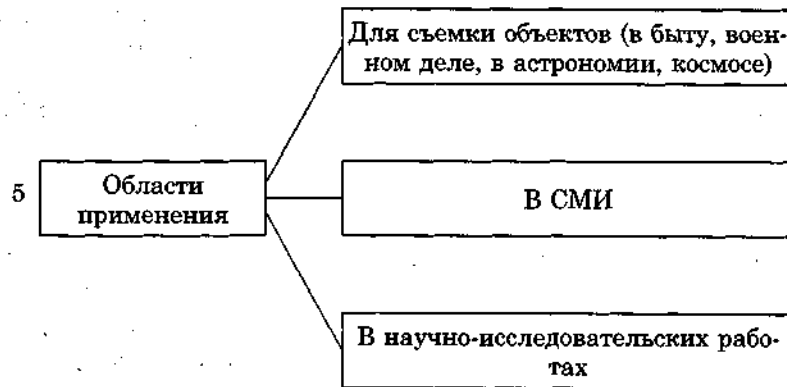 Для съемки объектов (в быту, воен-
ном деле, в астрономии, космосе)
5
Области
применения
В СМИ
В научно-исследовательских рабо-
тах